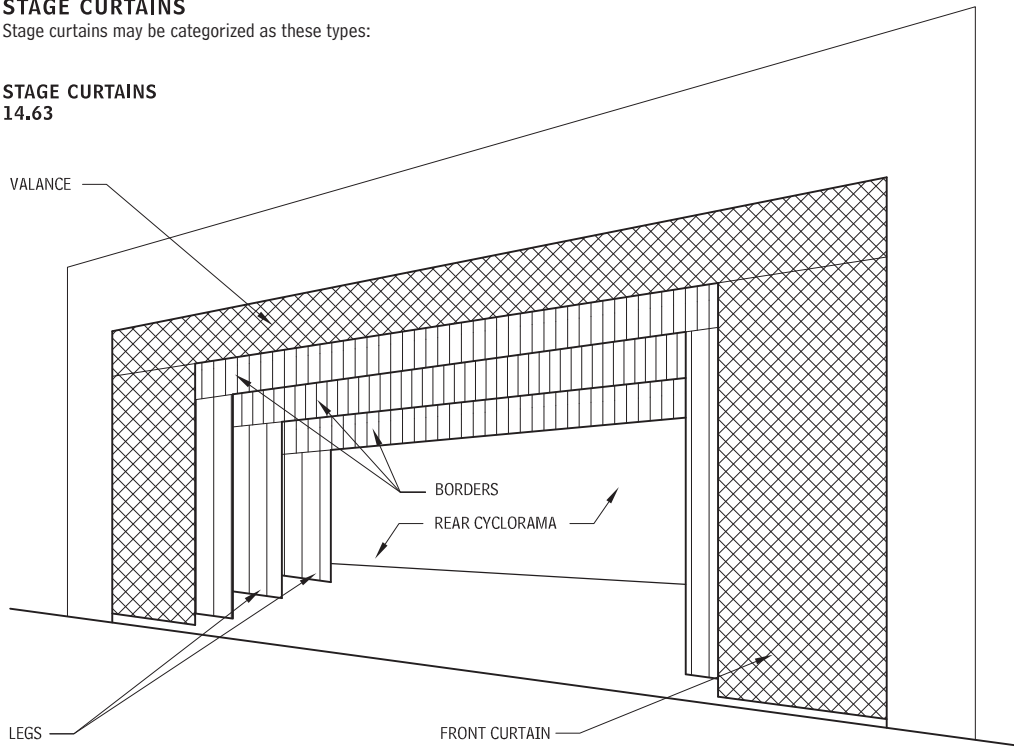 STAGE CURTAINS
Stage curtains may be categorized as these types:
STAGE CURTAINS
14.63
VALANCE
BORDERS
REAR CYCLORAMA
LEGS
FRONT CURTAIN